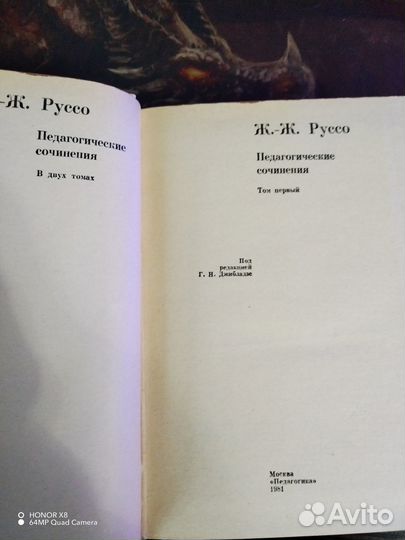 .-Ж. Руссо
Педагогические
сочинения
В двух томах
Ж.-Ж. Руссо
Педагогические
сочинения
Том первый
Под
редакцией
Г. Н. Джибладзе
Москва
«Педагогика»
1981
HONOR X8
64MP Quad Camera
Avito